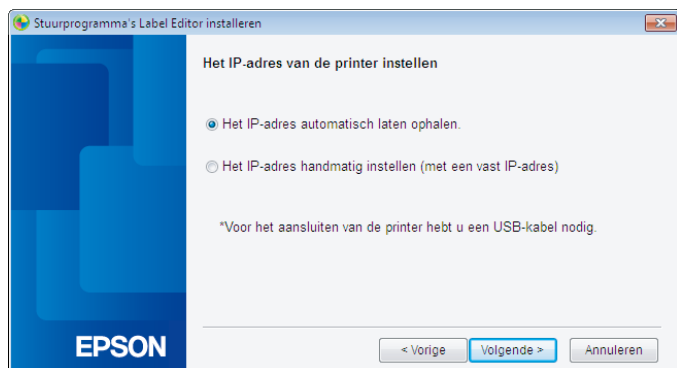 Stuurprogramma's Label Editor installeren
Het IP-adres van de printer instellen
Het IP-adres automatisch laten ophalen.
Het IP-adres handmatig instellen (met een vast IP-adres)
*Voor het aansluiten van de printer hebt u een USB-kabel nodig.
EPSON
< Vorige
Volgende >
Annuleren